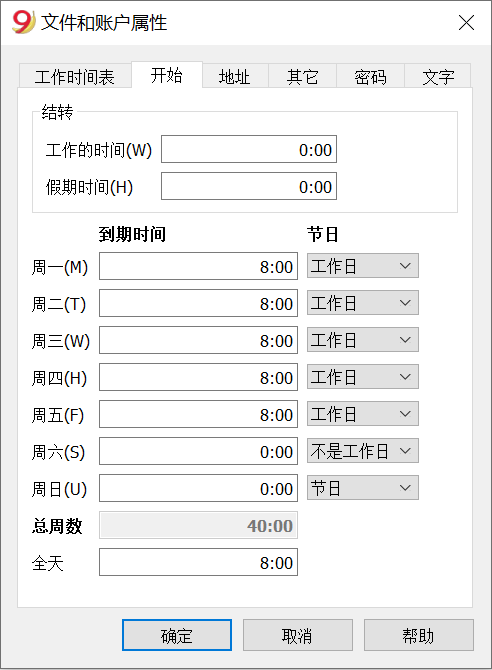 9 文件和账户属性
工作时间表 开始 地址 其它 密码 文字
结转
工作的时间(W) 0:00
假期时间(H) 0:00
到期时间 节日
周一(M) 8:00 工作日
周二(T) 8:00 工作日
周三(W) 8:00 工作日
周四(H) 8:00 工作日
周五(F) 8:00 工作日
周六(S) 0:00 不是工作日
周日(U) 0:00 节日
总周数 40:00
全天 8:00
确定 取消 帮助